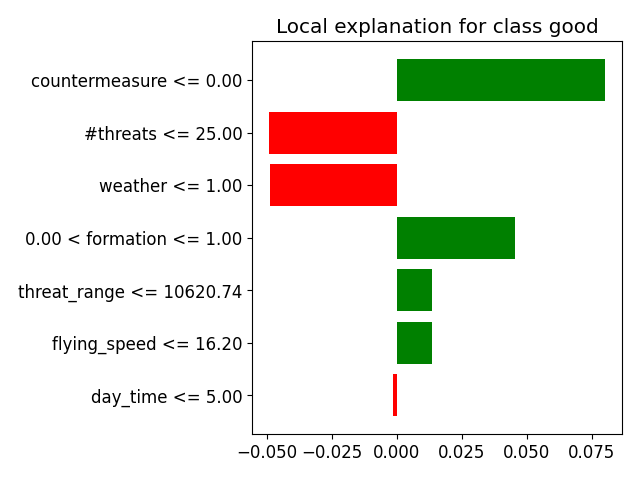 Local explanation for class good
countermeasure <= 0.00
#threats <= 25.00
weather <= 1.00
0.00 < formation <= 1.00
threat_range <= 10620.74
flying_speed <= 16.20
day_time <= 5.00
−0.050 −0.025 0.000 0.025 0.050 0.075